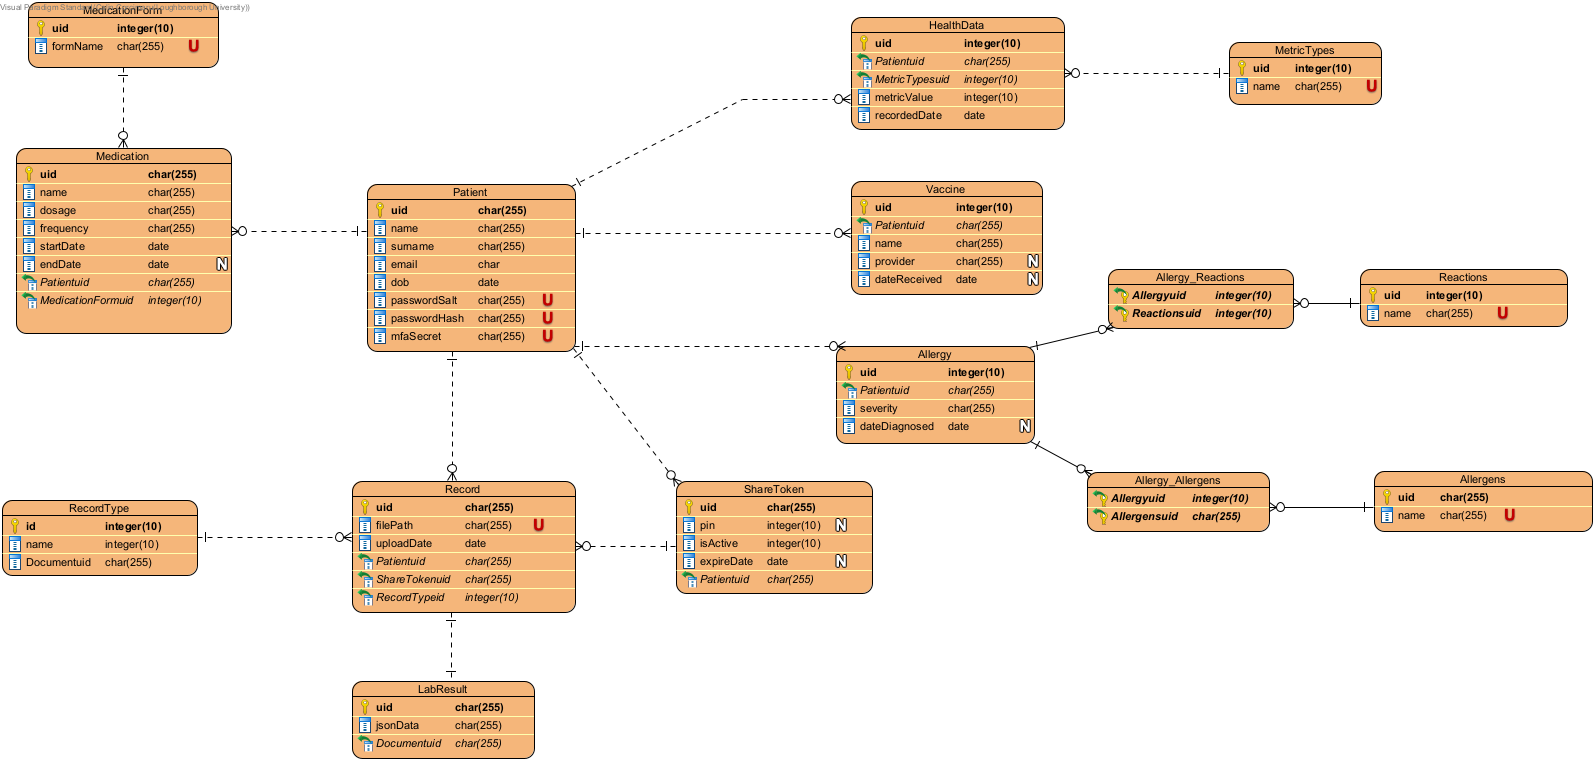 Visual Paradigm Standard(
Loughborough University))
MedicationForm
uid integer(10)
formName char(255) U
Medication
uid char(255)
name char(255)
dosage char(255)
frequency char(255)
startDate date
endDate date N
Patientuid char(255)
MedicationFormuid integer(10)
Patient
uid char(255)
name char(255)
surname char(255)
email char
dob date
passwordSalt char(255) U
passwordHash char(255) U
mfaSecret char(255) U
HealthData
uid integer(10)
Patientuid char(255)
MetricTypesuid integer(10)
metricValue integer(10)
recordedDate date
MetricTypes
uid integer(10)
name char(255) U
Vaccine
uid integer(10)
Patientuid char(255)
name char(255)
provider char(255) N
dateReceived date N
Allergy_Reactions
Allergyuid integer(10)
Reactionsuid integer(10)
Reactions
uid integer(10)
name char(255) U
Allergy
uid integer(10)
Patientuid char(255)
severity char(255)
dateDiagnosed date N
Allergy_Allergens
Allergyuid integer(10)
Allergensuid char(255)
Allergens
uid char(255)
name char(255) U
RecordType
id integer(10)
name integer(10)
Documentuid char(255)
Record
uid char(255)
filePath char(255) U
uploadDate date
Patientuid char(255)
ShareTokenuid char(255)
RecordTypeid integer(10)
ShareToken
uid char(255)
pin integer(10) N
isActive integer(10)
expireDate date N
Patientuid char(255)
LabResult
uid char(255)
jsonData char(255)
Documentuid char(255)